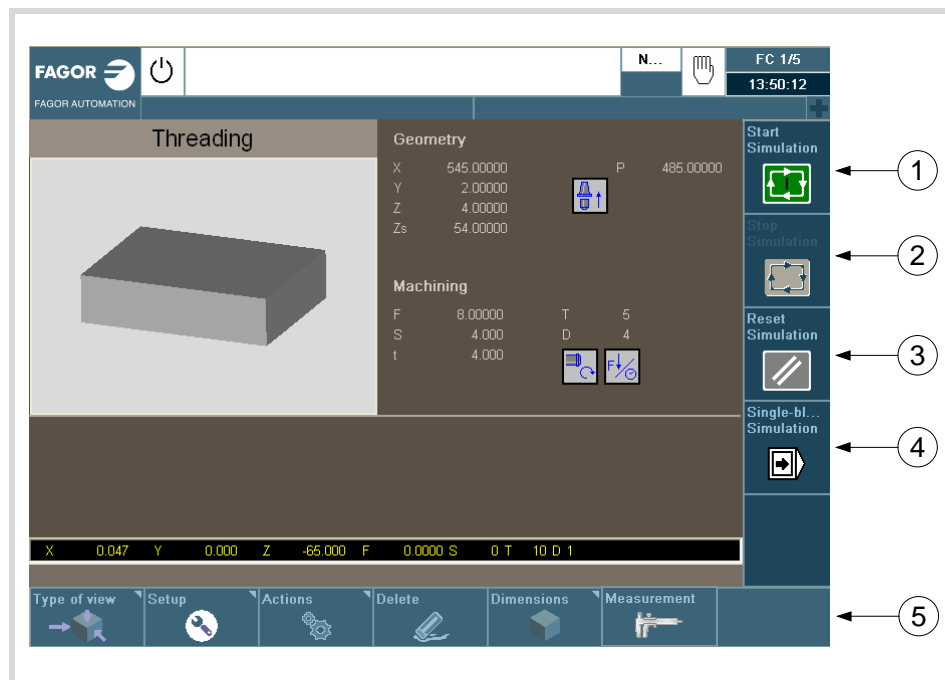 FAGOR
FAGOR AUTOMATION
N...
FC 1/5
13:50:12
Threading
Geometry
X 545.00000 P 485.00000
Y 2.00000
Z 4.00000
Zs 54.00000
Machining
F 8.00000 T 5
S 4.000 D 4
t 4.000
F
Start
Simulation
1
Stop
Simulation
2
Reset
Simulation
3
Single-bl...
Simulation
4
X 0.047 Y 0.000 Z -65.000 F 0.0000 S 0 T 10 D 1
Type of view Setup Actions Delete Dimensions Measurement
5